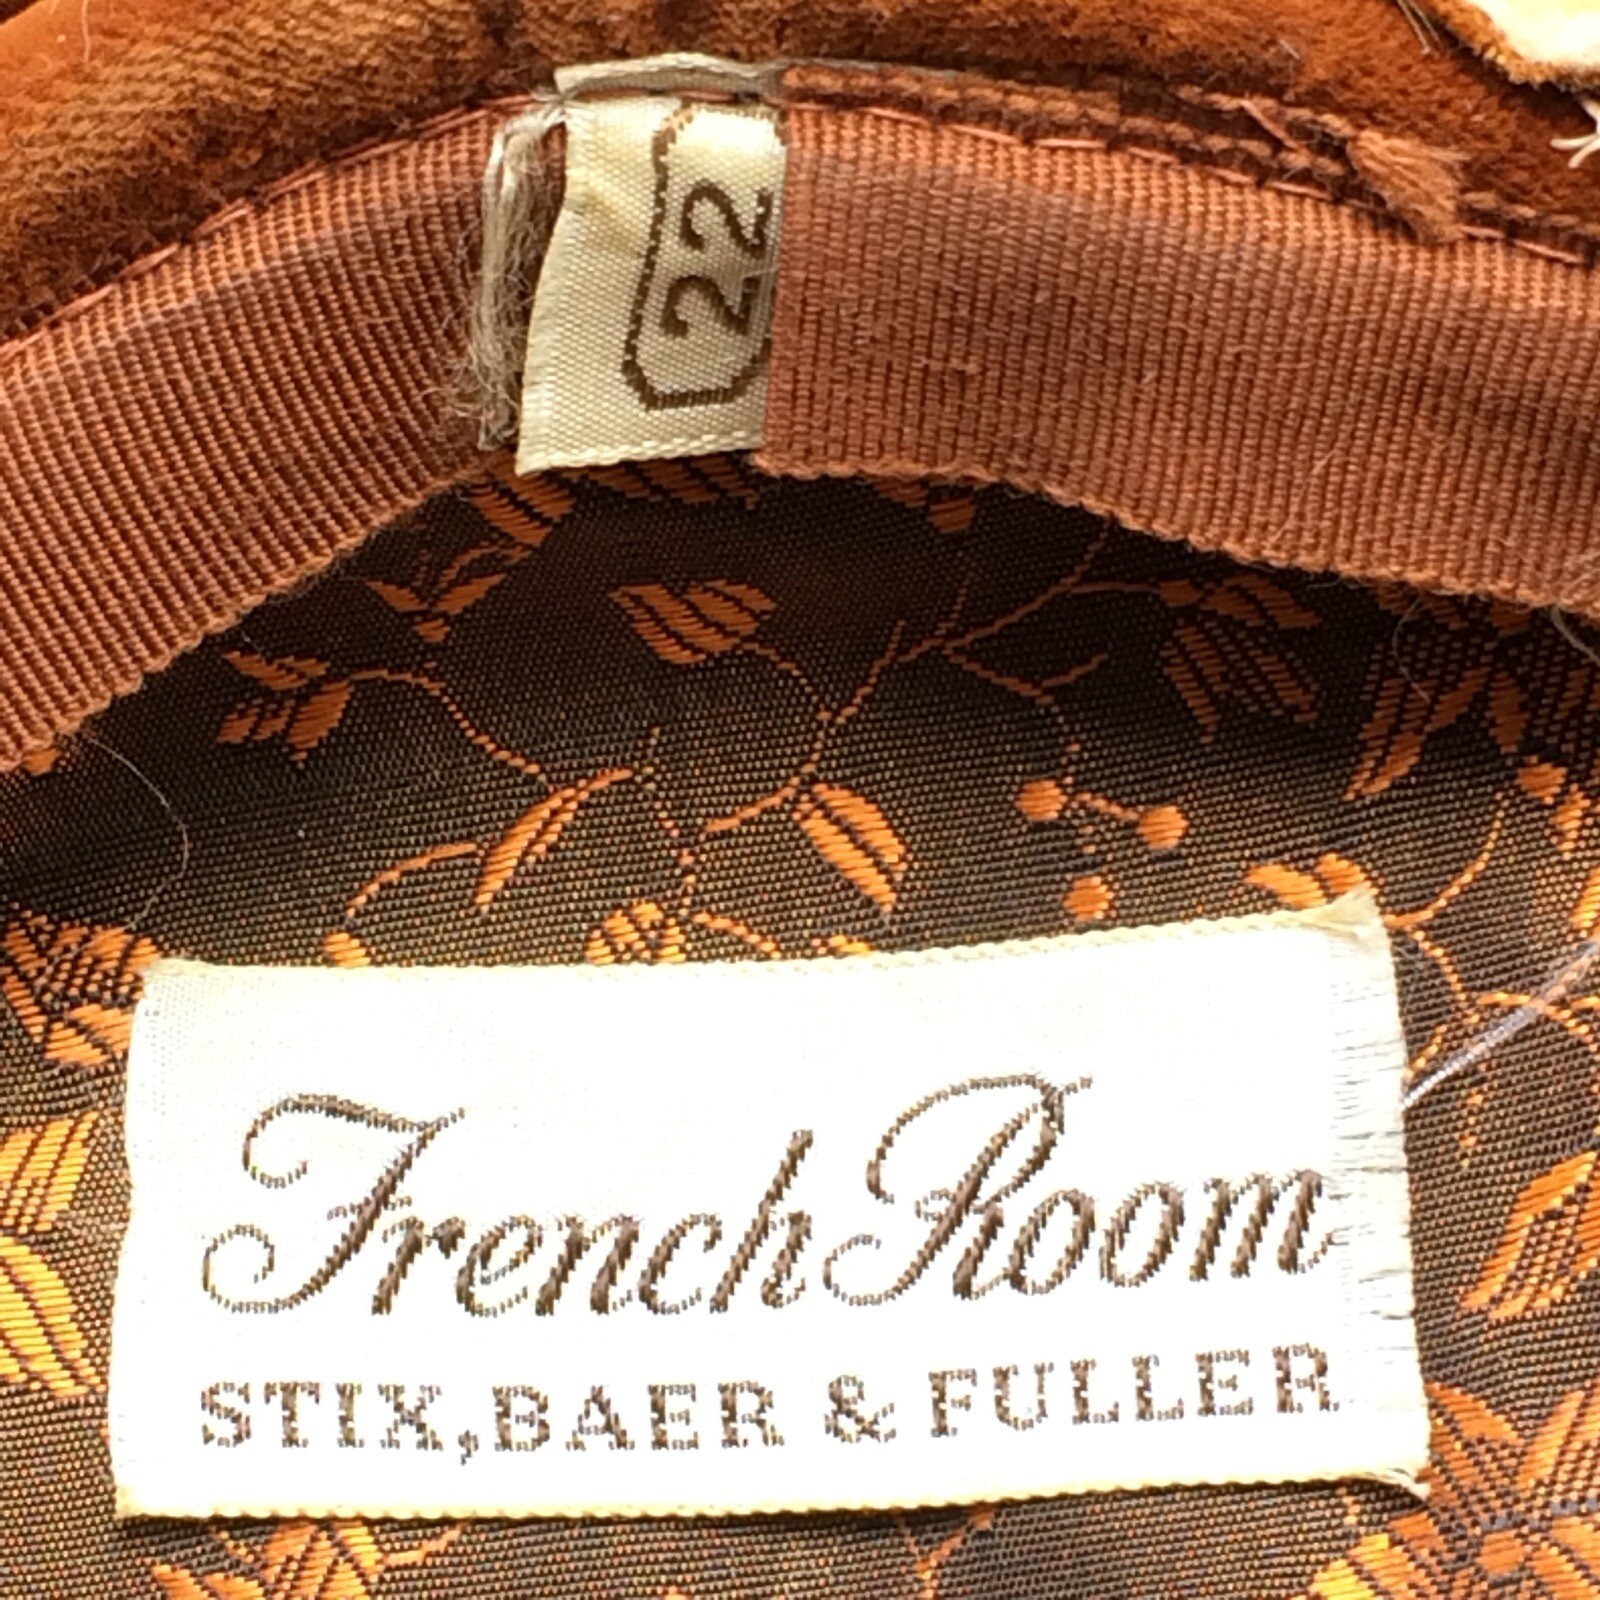 22
French Room
STIX, BAER & FULLER